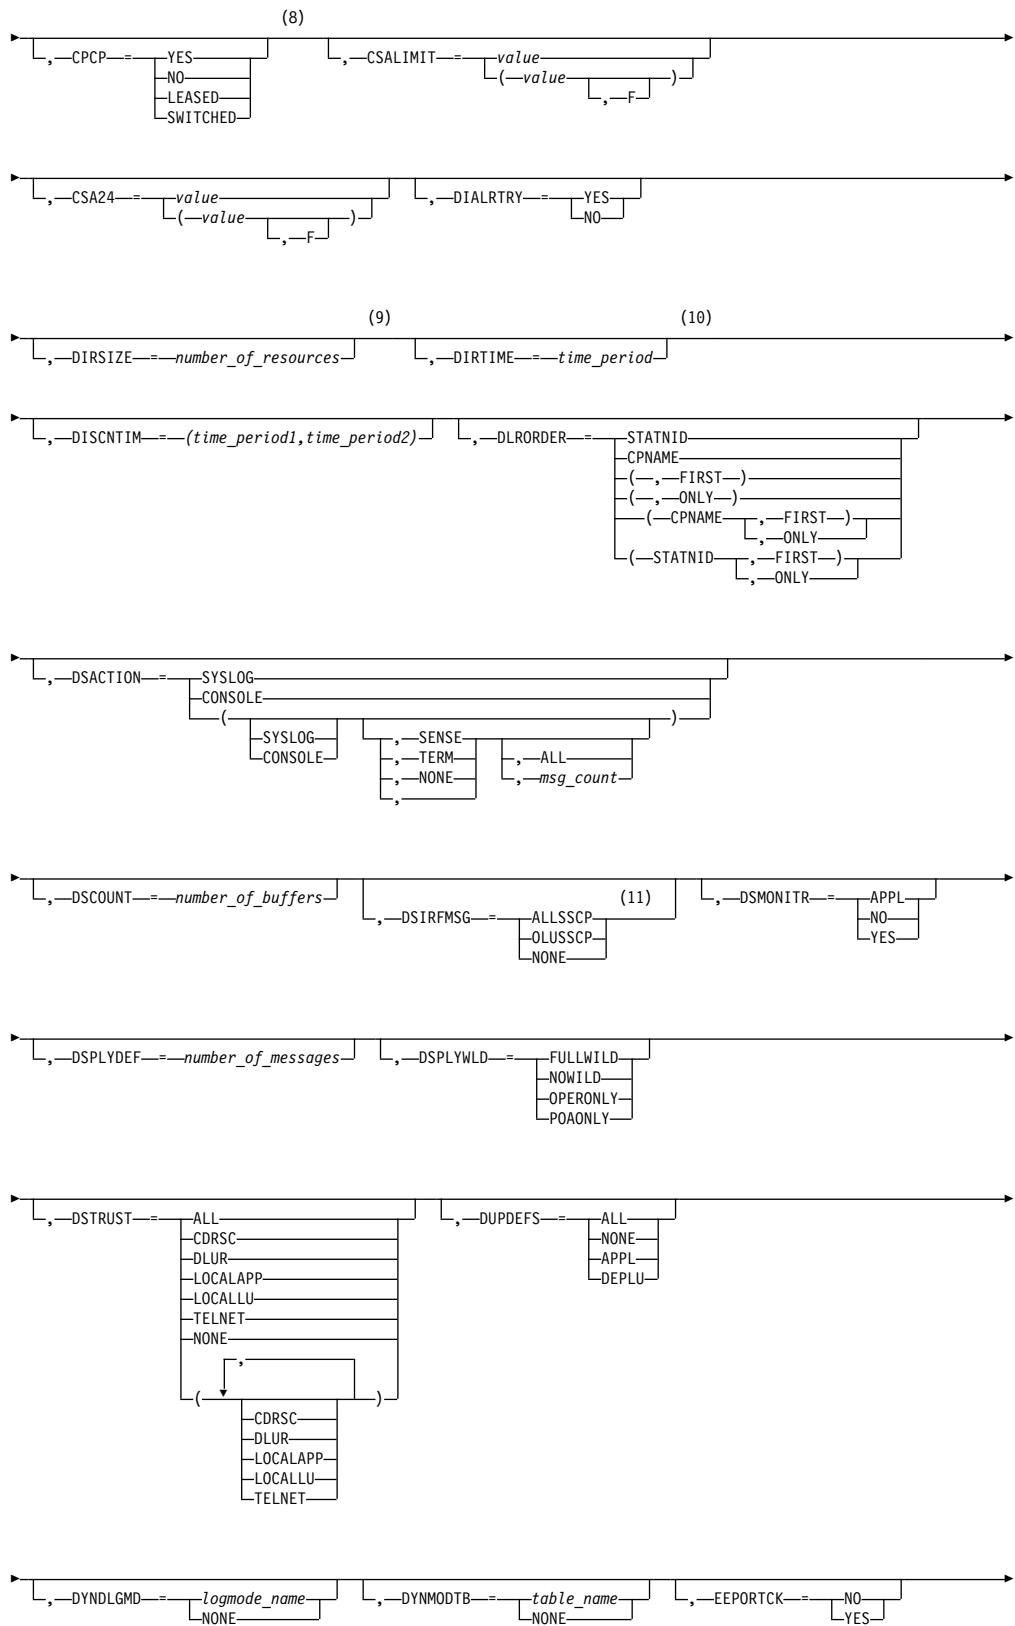 (8)
,—CPCP—=—YES ,—CSALIMIT—=—value
NO (—value )
LEASED ,—F
SWITCHED
,—CSA24—=—value ,—DIALRTRY—=—YES
(—value ) NO
,—F
(9) (10)
,—DIRSIZE—=—number_of_resources ,—DIRTIME—=—time_period
,—DISCNTIM—=—(time_period1,time_period2) ,—DLRORDER—=—STATNID
CPNAME
(—,—FIRST—)
(—,—ONLY—)
(—CPNAME—,—FIRST—)
,—ONLY
(—STATNID—,—FIRST—)
,—ONLY
,—DSACTION—=—SYSLOG
CONSOLE
( )
SYSLOG ,—SENSE
CONSOLE ,—TERM ,—ALL
,—NONE ,—msg_count
,
,—DSCOUNT—=—number_of_buffers (11) ,—DSMONITR—=—APPL
,—DSIRFMSG—=—ALLSSCP NO
OLUSSCP YES
NONE
,—DSPLYDEF—=—number_of_messages ,—DSPLYWLD—=—FULLWILD
NOWILD
OPERONLY
POAONLY
,—DSTRUST—=—ALL ,—DUPDEFS—=—ALL
CDRSC NONE
DLUR APPL
LOCALAPP DEPLU
LOCALLU
TELNET
NONE
,
( )
CDRSC
DLUR
LOCALAPP
LOCALLU
TELNET
,—DYNDLGMD—=—logmode_name ,—DYNMODTB—=—table_name ,—EEPORTCK—=—NO
NONE NONE YES